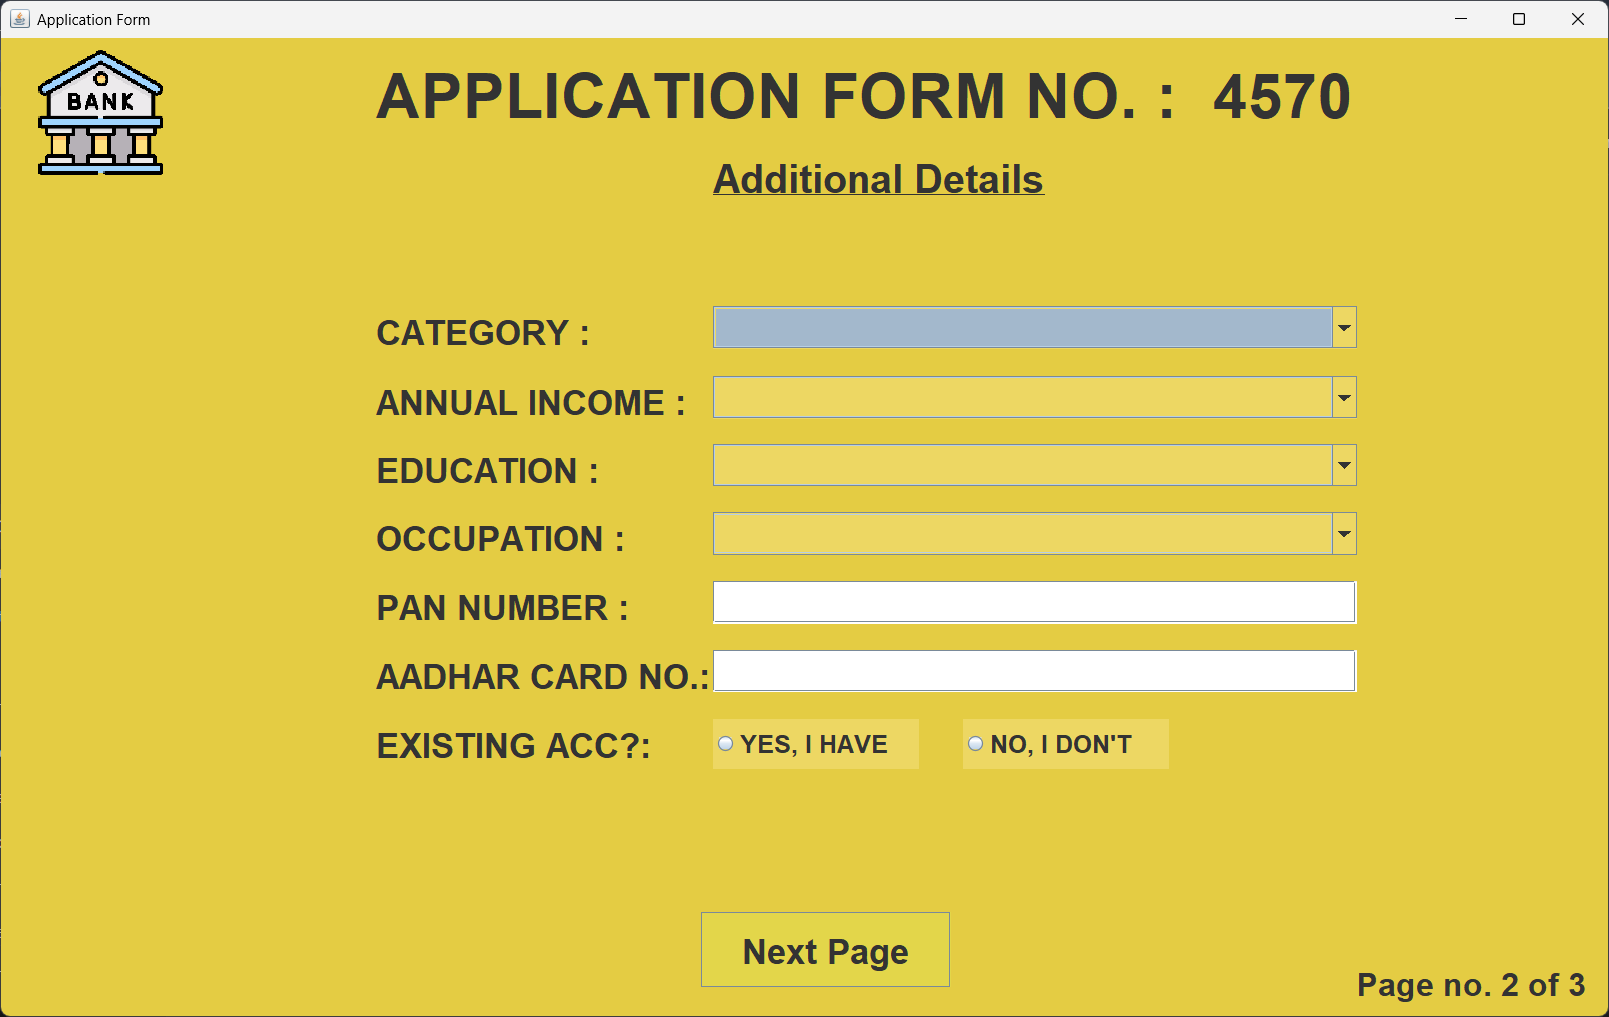 Application Form
BANK
APPLICATION FORM NO. : 4570
Additional Details
CATEGORY :
ANNUAL INCOME :
EDUCATION :
OCCUPATION :
PAN NUMBER :
AADHAR CARD NO.:
EXISTING ACC?: YES, I HAVE NO, I DON'T
Next Page
Page no. 2 of 3